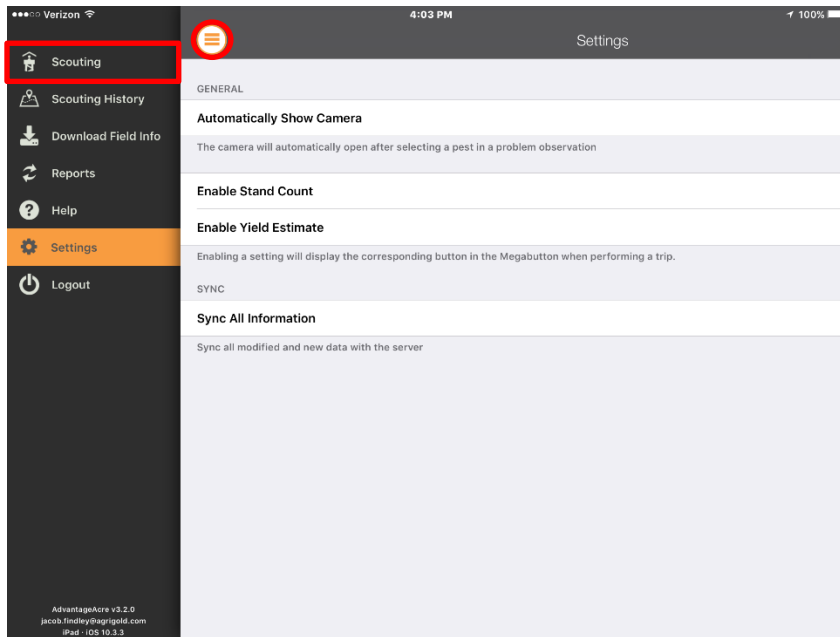 Verizon
4:03 PM
100%
Settings
Scouting
Scouting History
Download Field Info
Reports
Help
Settings
Logout
AdvantageAcre v3.2.0
jacob.findley@agrigold.com
iPad · iOS 10.3.3
GENERAL
Automatically Show Camera
The camera will automatically open after selecting a pest in a problem observation
Enable Stand Count
Enable Yield Estimate
Enabling a setting will display the corresponding button in the Megabutton when performing a trip.
SYNC
Sync All Information
Sync all modified and new data with the server